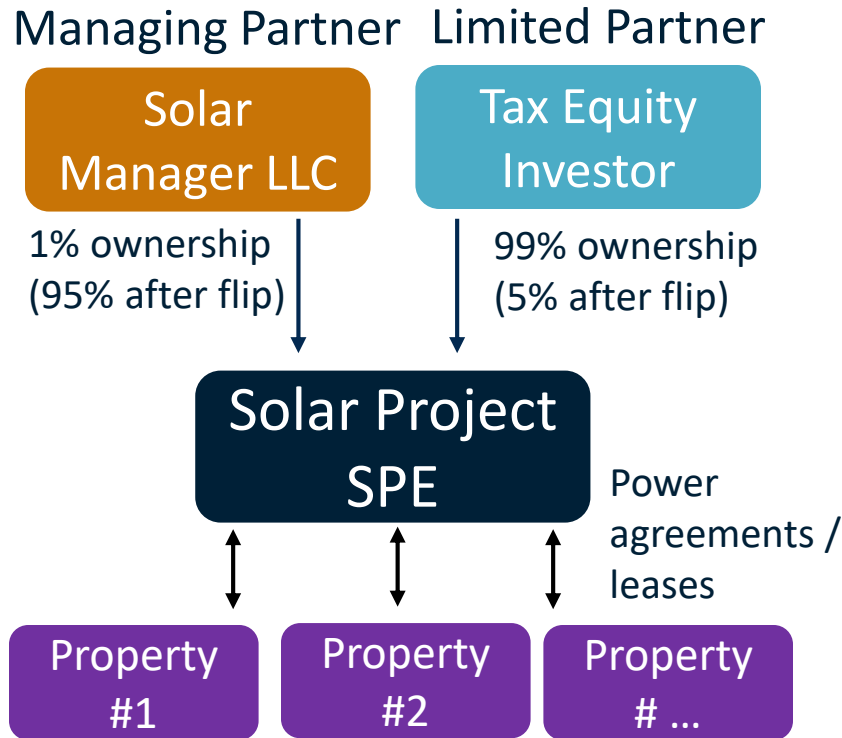 Managing Partner
Limited Partner
Solar
Manager LLC
Tax Equity
Investor
1% ownership
(95% after flip)
99% ownership
(5% after flip)
Solar Project
SPE
Power
agreements /
leases
Property
#1
Property
#2
Property
# ...